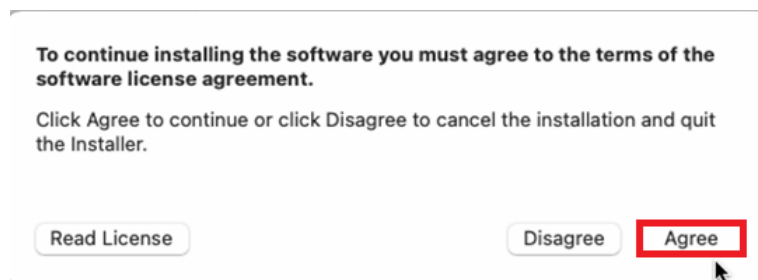 To continue installing the software you must agree to the terms of the
software license agreement.
Click Agree to continue or click Disagree to cancel the installation and quit
the Installer.
Read License
Disagree
Agree